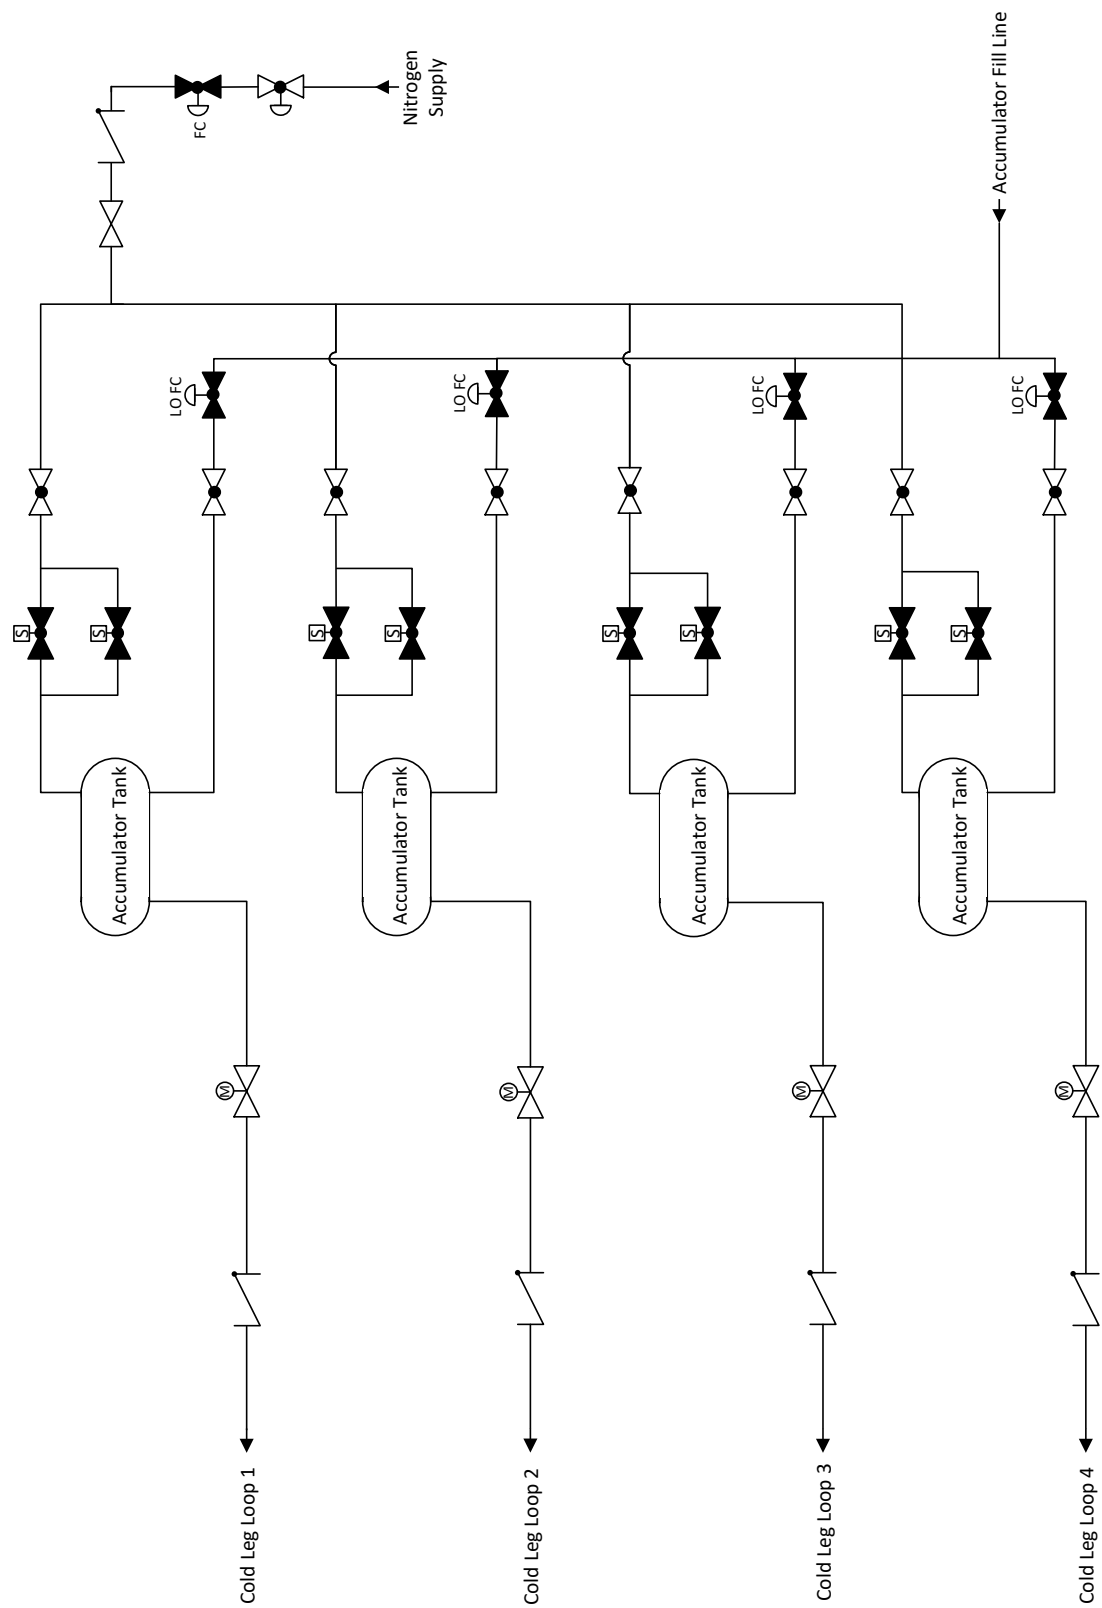 Nitrogen
Supply
FC
Accumulator Fill Line
LO FC
LO FC
LO FC
LO FC
S
S
S
S
S
S
S
S
Accumulator Tank
Accumulator Tank
Accumulator Tank
Accumulator Tank
M
M
M
M
Cold Leg Loop 1
Cold Leg Loop 2
Cold Leg Loop 3
Cold Leg Loop 4